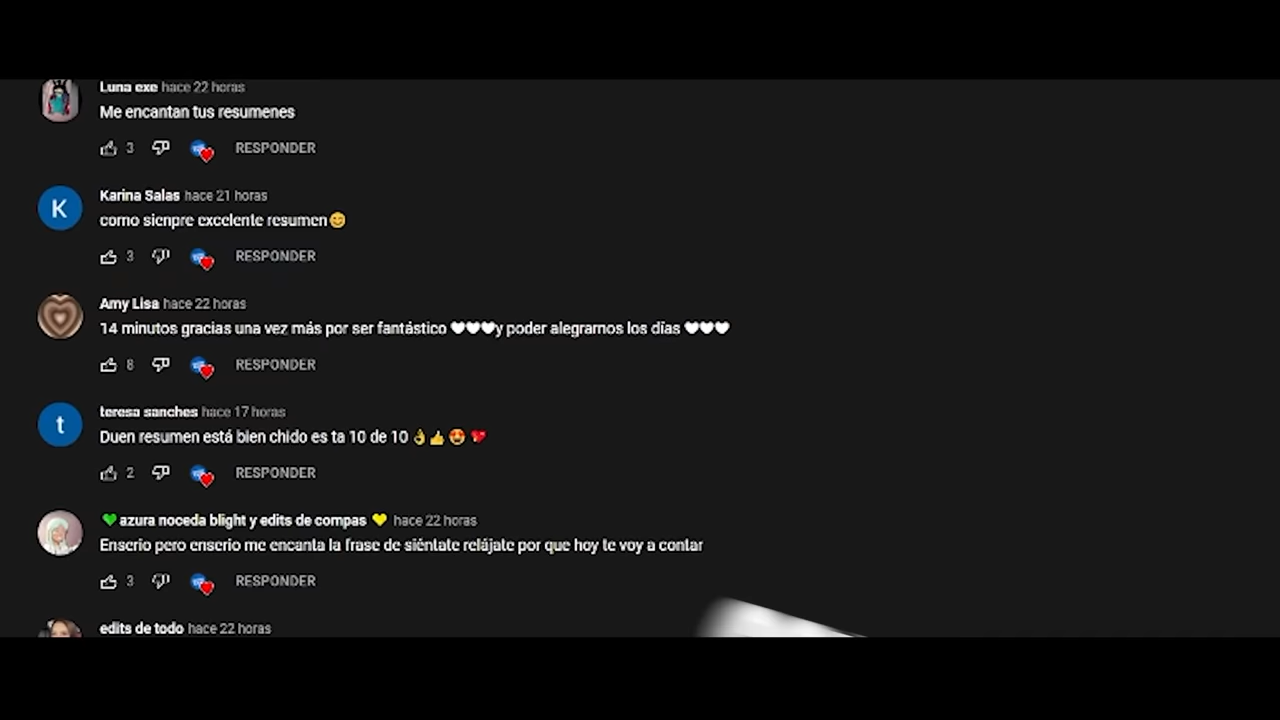 Luna exe hace 22 horas
Me encantan tus resumenes
3 RESPONDER
K
Karina Salas hace 21 horas
como sienpre excelente resumen😊
3 RESPONDER
Amy Lisa hace 22 horas
14 minutos gracias una vez más por ser fantástico 🤍🤍🤍y poder alegrarnos los días 🤍🤍🤍
8 RESPONDER
t
teresa sanches hace 17 horas
Duen resumen está bien chido es ta 10 de 10 👌👍😍 💖
2 RESPONDER
💚azura noceda blight y edits de compas 💛 hace 22 horas
Enserio pero enserio me encanta la frase de siéntate relájate por que hoy te voy a contar
3 RESPONDER
edits de todo hace 22 horas